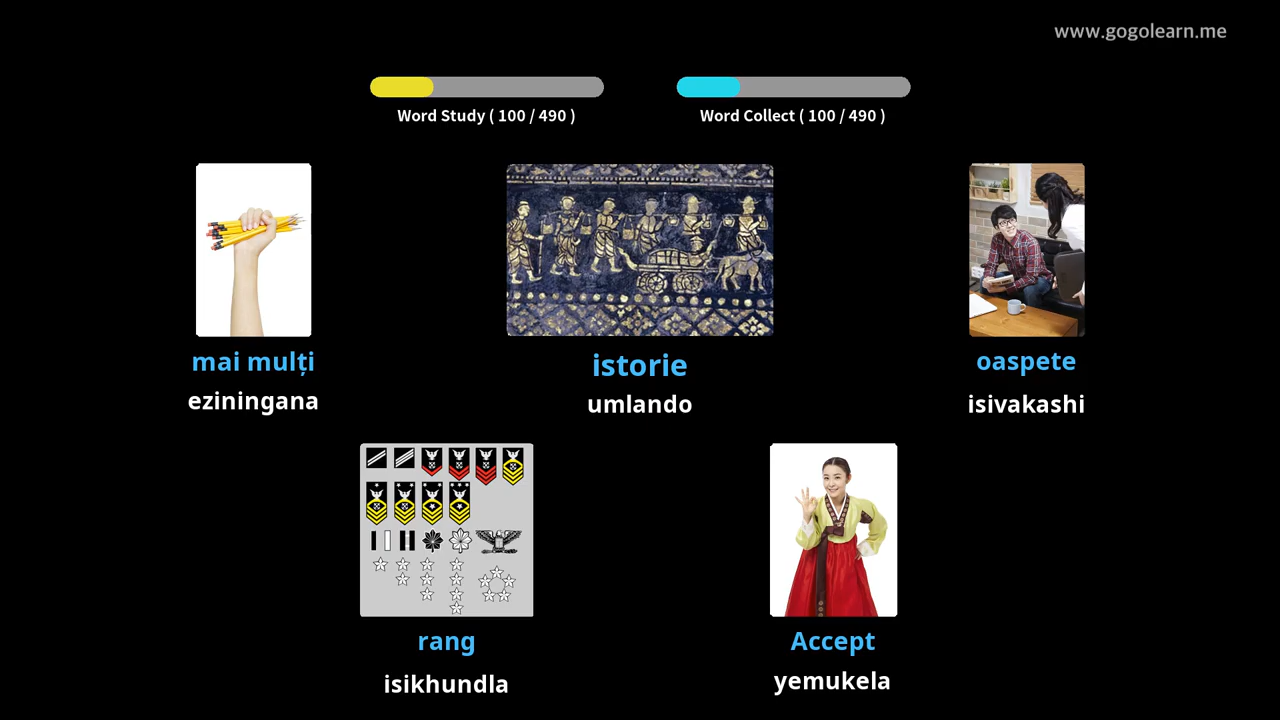 www.gogolearn.me
Word Study ( 100 / 490 )
Word Collect ( 100 / 490 )
mai mulți
eziningana
istorie
umlando
oaspete
isivakashi
rang
isikhundla
Accept
yemukela